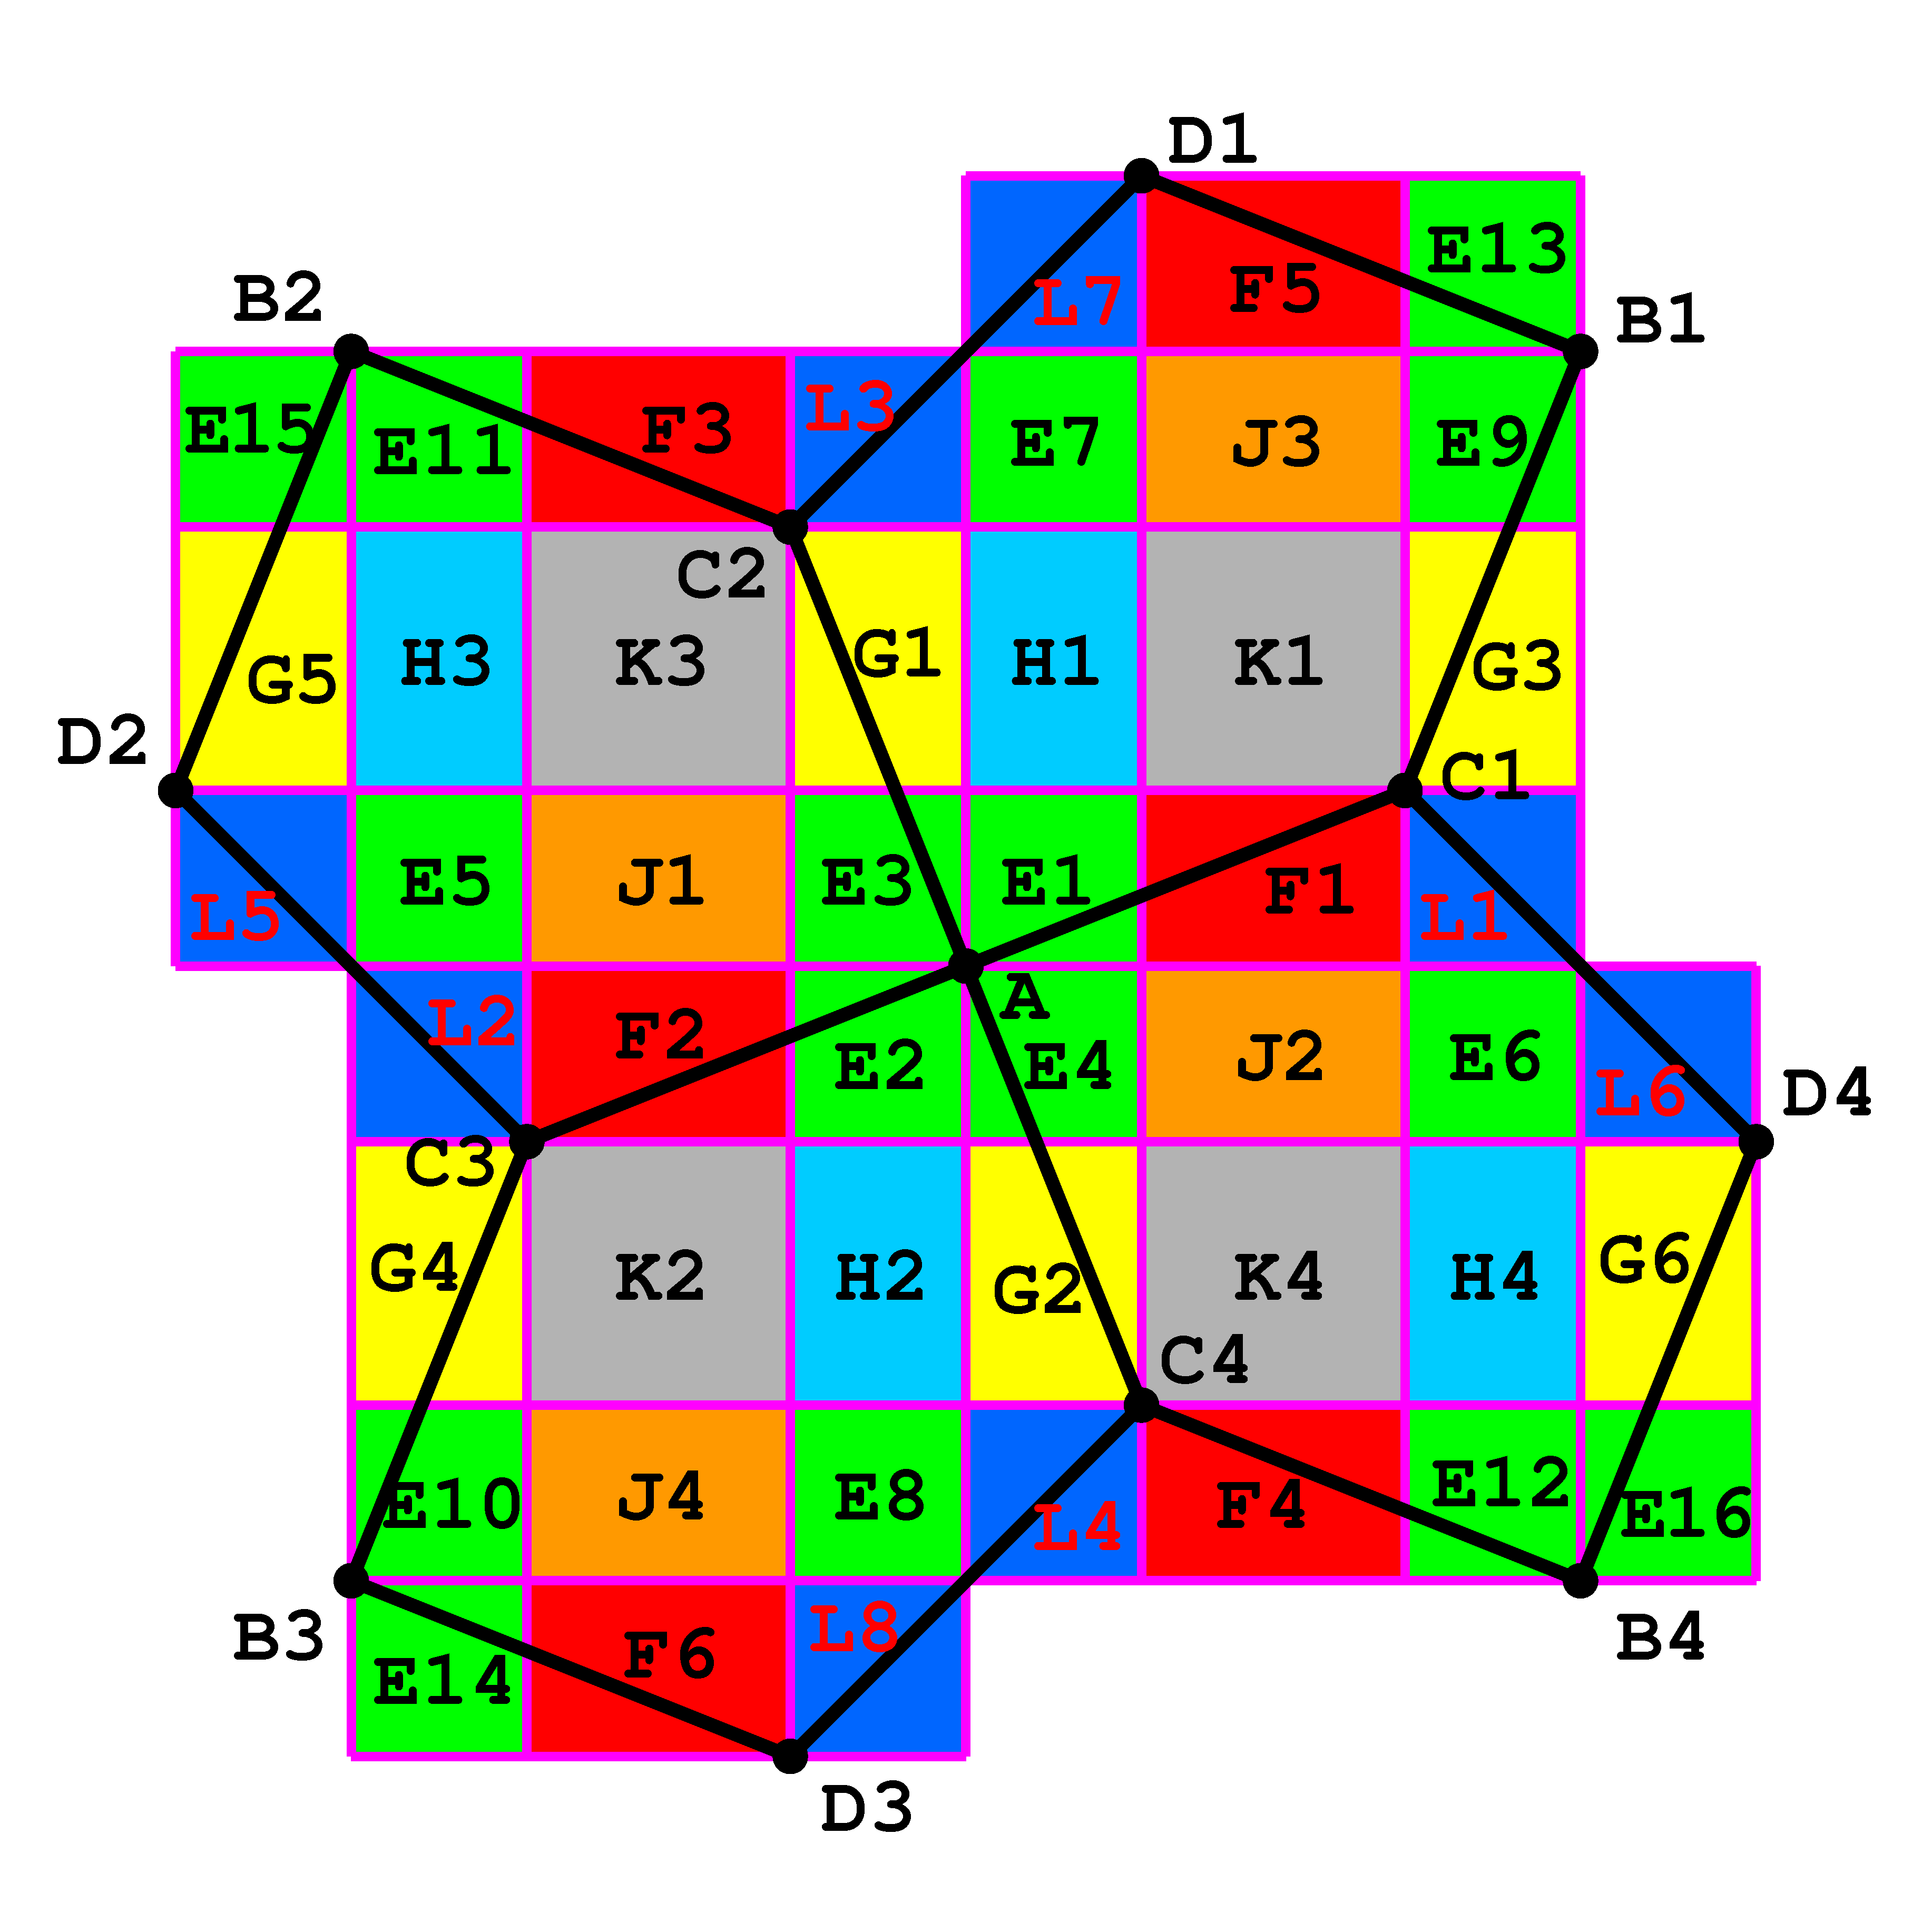 D1
E13
B2 L7 F5 B1
E15 E11 F3 L3 E7 J3 E9
C2
G5 H3 K3 G1 H1 K1 G3
D2 C1
L5 E5 J1 E3 E1 F1 L1
L2 F2 E2 A E4 J2 E6 L6 D4
C3
G4 K2 H2 G2 K4 H4 G6
C4
E10 J4 E8 L4 F4 E12 E16
B3 E14 F6 L8 B4
D3